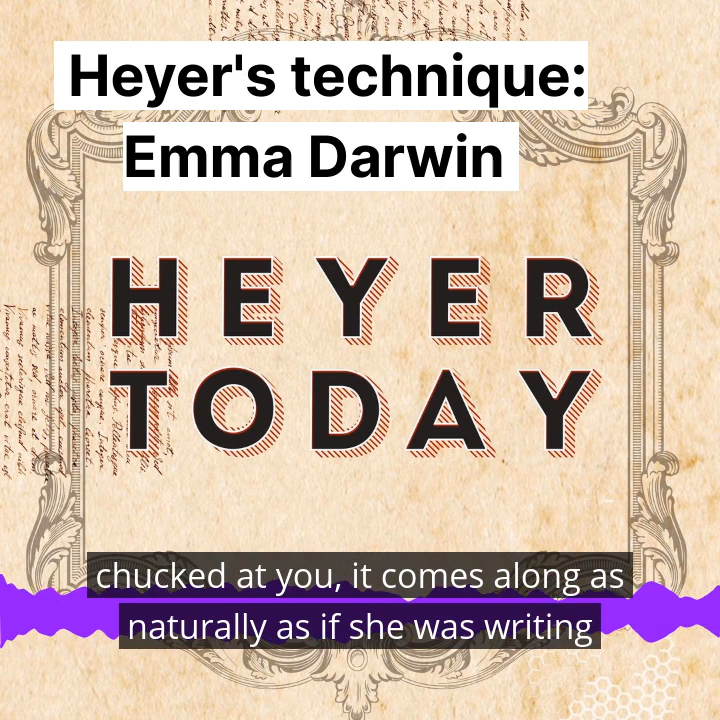 Heyer's technique:
Emma Darwin
HEYER
TODAY
chucked at you, it comes along as
naturally as if she was writing